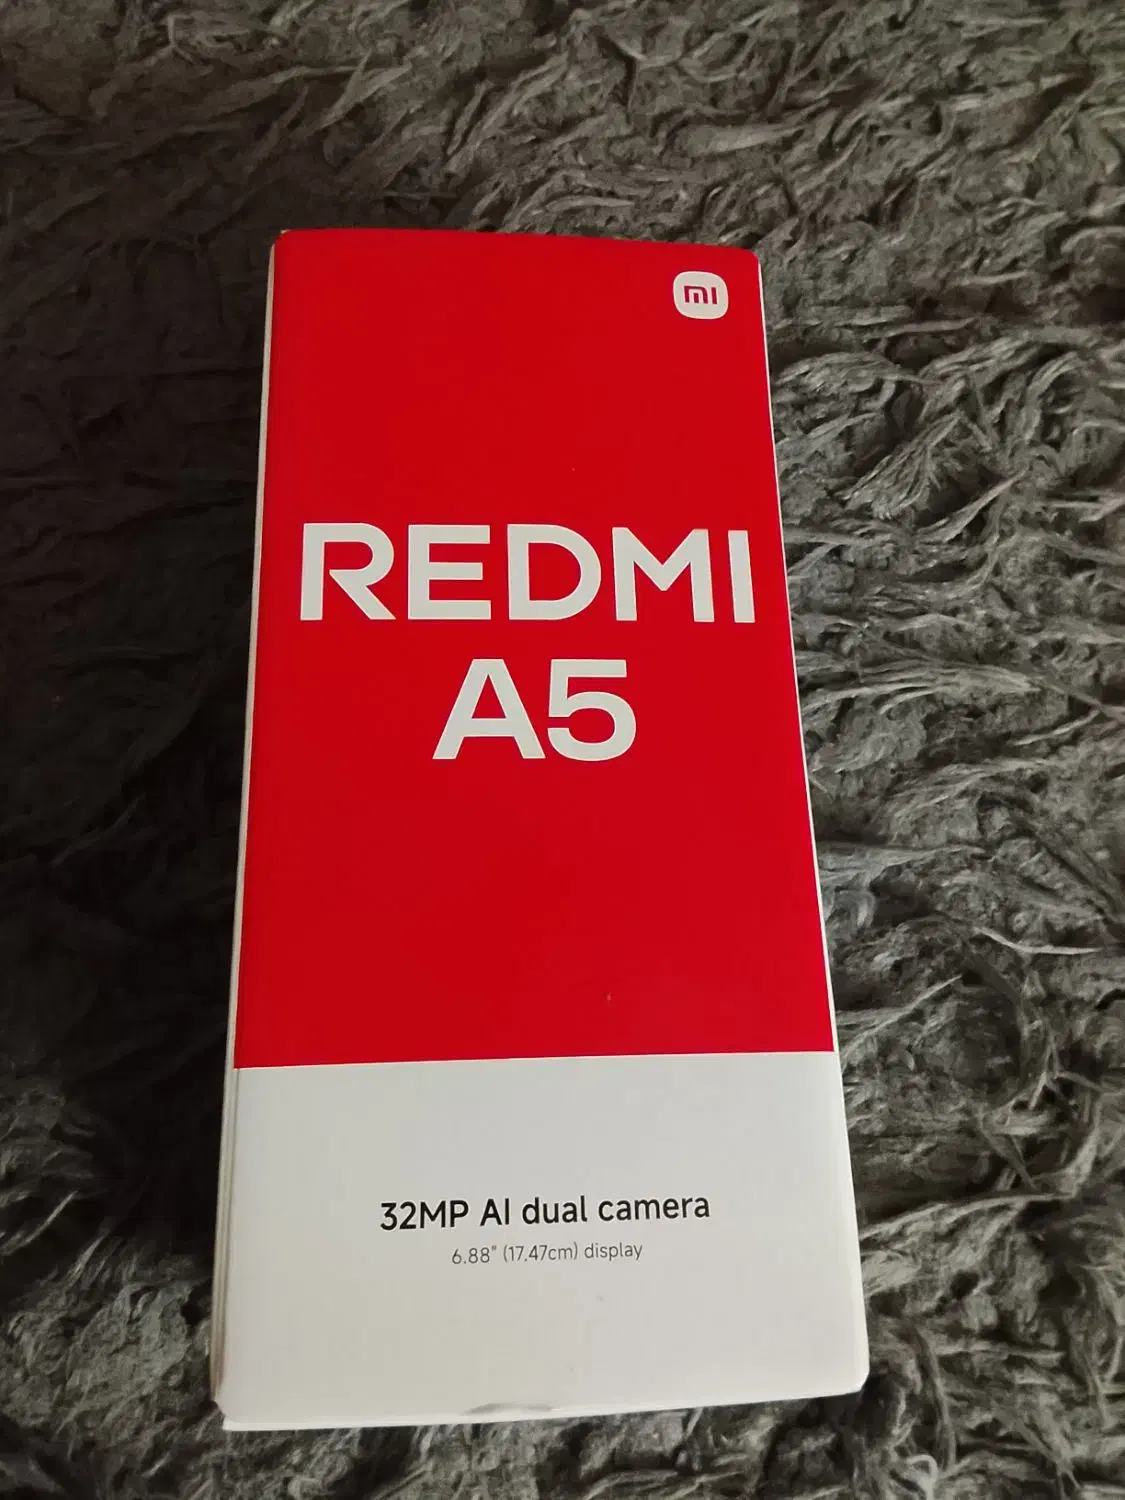 mi
REDMI
A5
32MP AI dual camera
6.88" (17.47cm) display